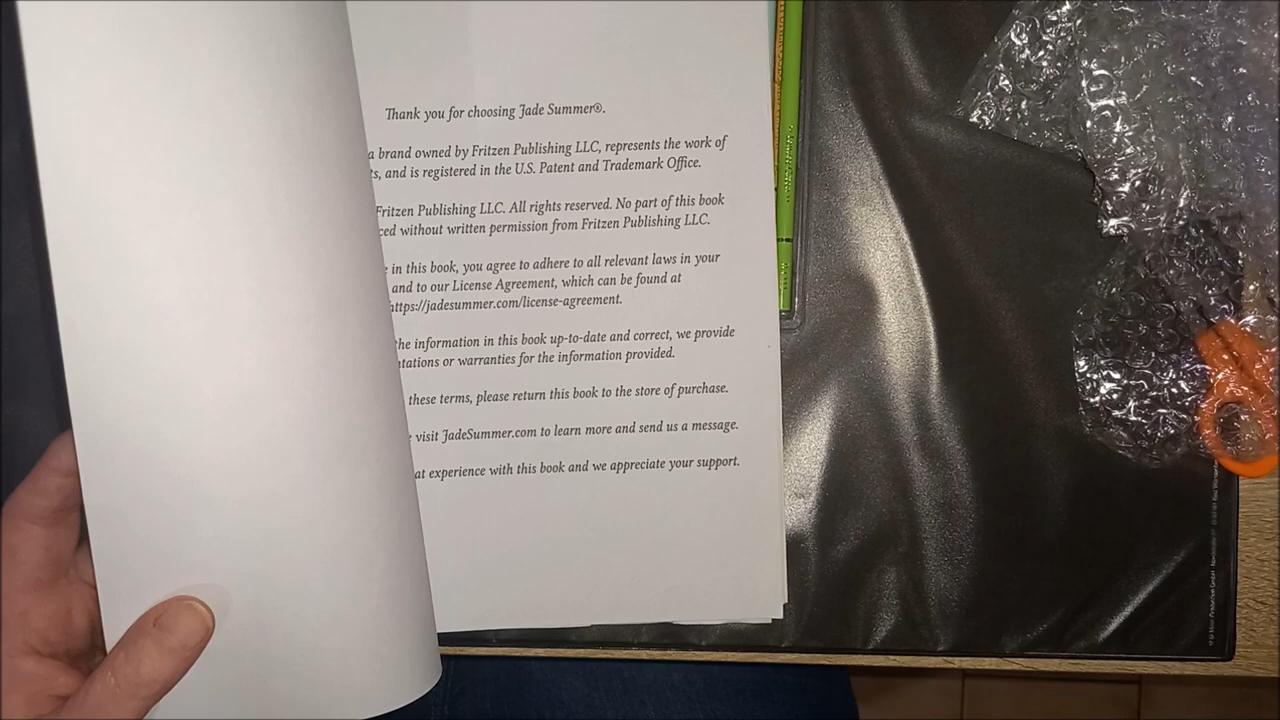 Thank you for choosing Jade Summer®.
a brand owned by Fritzen Publishing LLC, represents the work of
ts, and is registered in the U.S. Patent and Trademark Office.
Fritzen Publishing LLC. All rights reserved. No part of this book
ced without written permission from Fritzen Publishing LLC.
in this book, you agree to adhere to all relevant laws in your
and to our License Agreement, which can be found at
https://jadesummer.com/license-agreement.
the information in this book up-to-date and correct, we provide
ntations or warranties for the information provided.
these terms, please return this book to the store of purchase.
visit JadeSummer.com to learn more and send us a message.
at experience with this book and we appreciate your support.